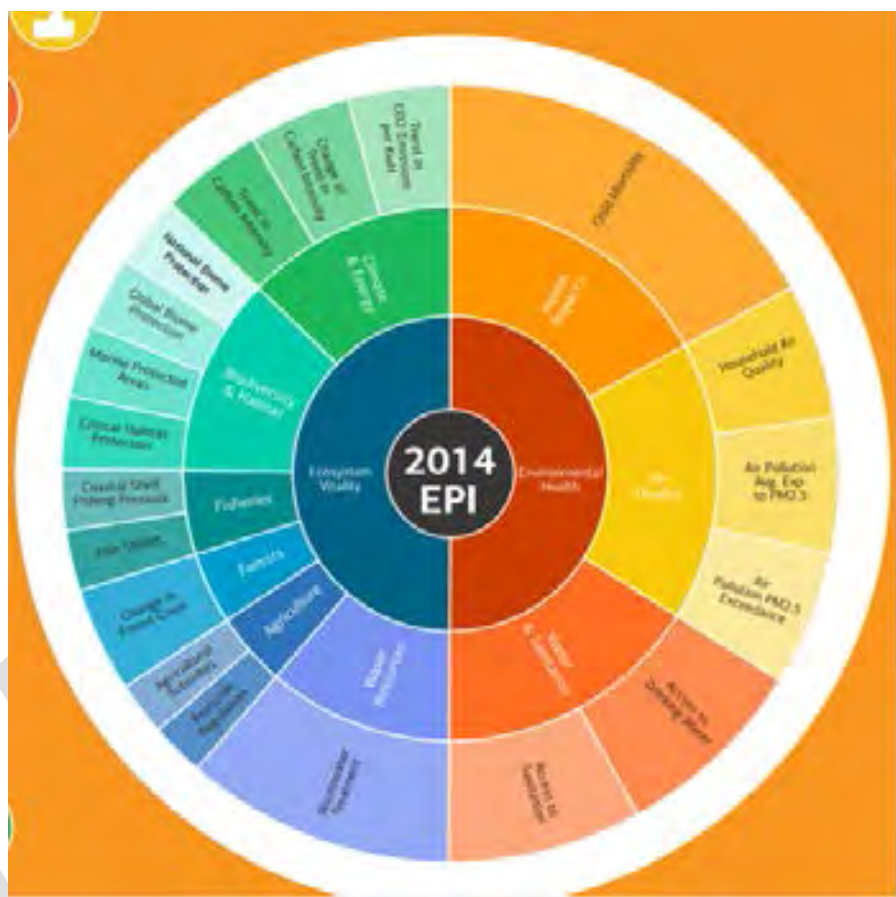 2014
EPI
Ecosystem
Vitality
Environmental
Health
Climate
& Energy
Biodiversity
& Habitat
Fisheries
Forests
Agriculture
Water
Resources
Water
& Sanitation
Air
Quality
Human
Impacts
Trend in
CO2 Emissions
per KwH
Change of
Trend in
Carbon Intensity
Trend in
Carbon Intensity
National Biome
Protection
Global Biome
Protection
Marine Protected
Areas
Critical Habitat
Protection
Coastal Shelf
Fishing Pressure
Fish Stocks
Change in
Forest Cover
Agricultural
Subsidies
Pesticide
Regulation
Wastewater
Treatment
Access to
Sanitation
Access to
Drinking Water
Air
Pollution PM2.5
Exceedance
Air Pollution
Avg. Exp
to PM2.5
Household Air
Quality
Child Mortality